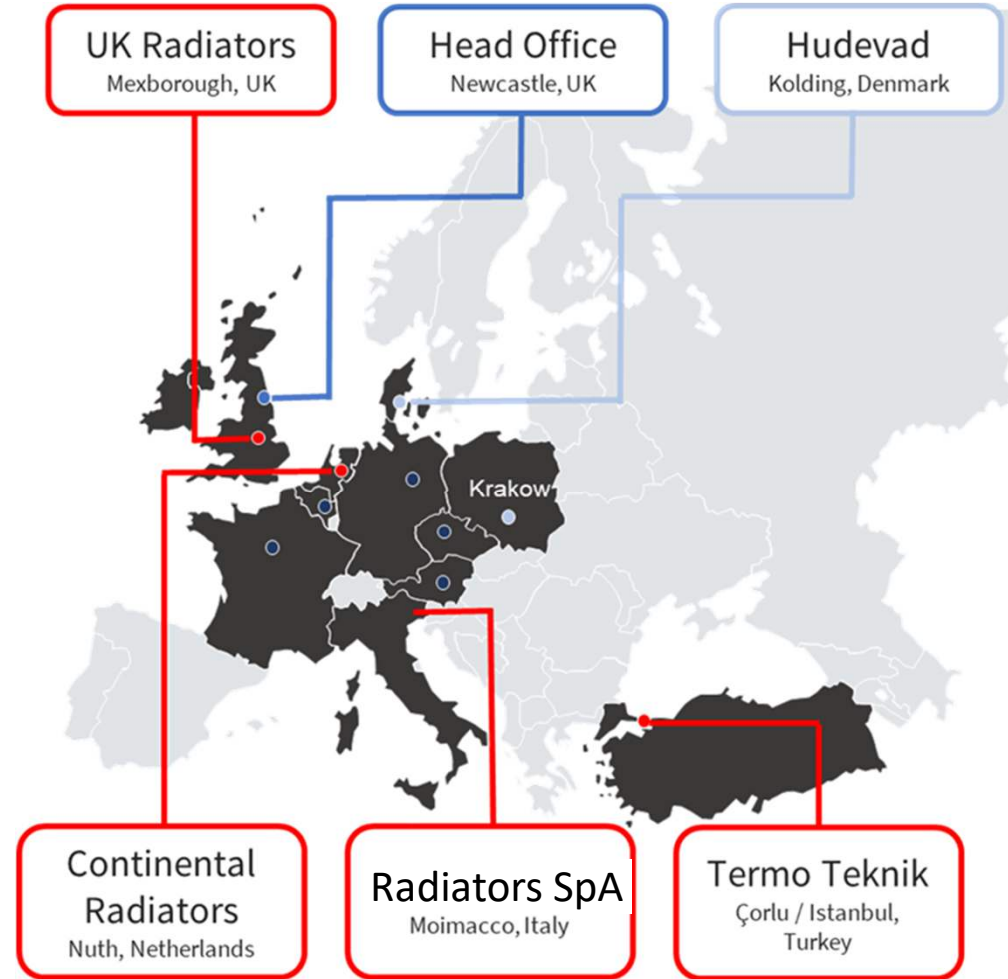 UK Radiators
Mexborough, UK
Head Office
Newcastle, UK
Hudevad
Kolding, Denmark
Krakow
Continental
Radiators
Nuth, Netherlands
Radiators SpA
Moimacco, Italy
Termo Teknik
Çorlu / Istanbul,
Turkey